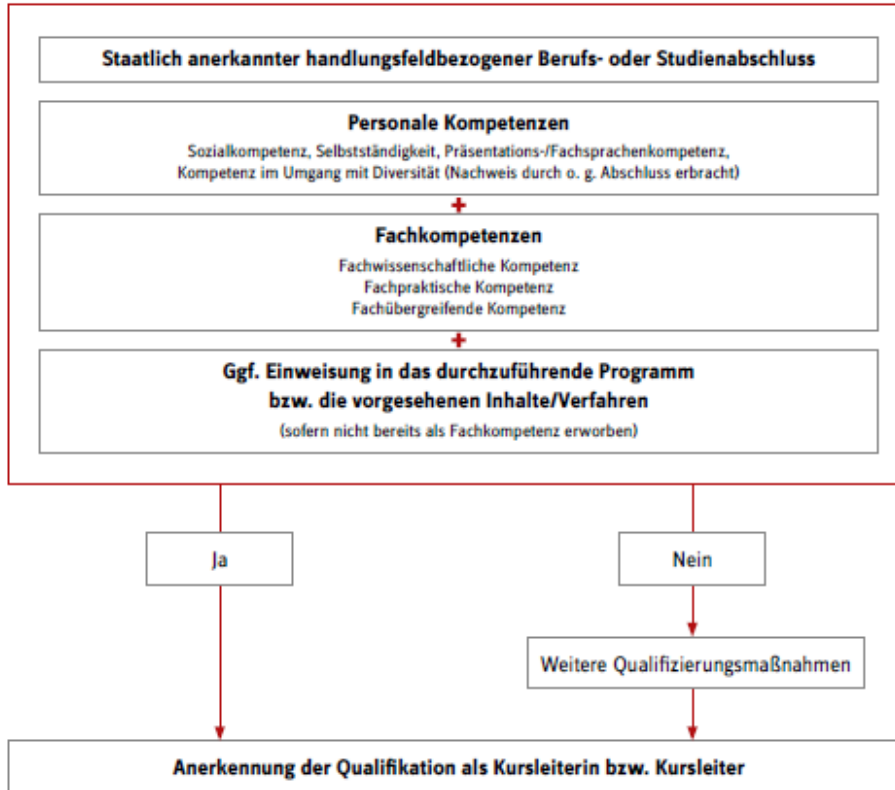 Staatlich anerkannter handlungsfeldbezogener Berufs- oder Studienabschluss
Personale Kompetenzen
Sozialkompetenz, Selbstständigkeit, Präsentations-/Fachsprachenkompetenz,
Kompetenz im Umgang mit Diversität (Nachweis durch o. g. Abschluss erbracht)
+
Fachkompetenzen
Fachwissenschaftliche Kompetenz
Fachpraktische Kompetenz
Fachübergreifende Kompetenz
+
Ggf. Einweisung in das durchzuführende Programm
bzw. die vorgesehenen Inhalte/Verfahren
(sofern nicht bereits als Fachkompetenz erworben)
Ja
Nein
Weitere Qualifizierungsmaßnahmen
Anerkennung der Qualifikation als Kursleiterin bzw. Kursleiter